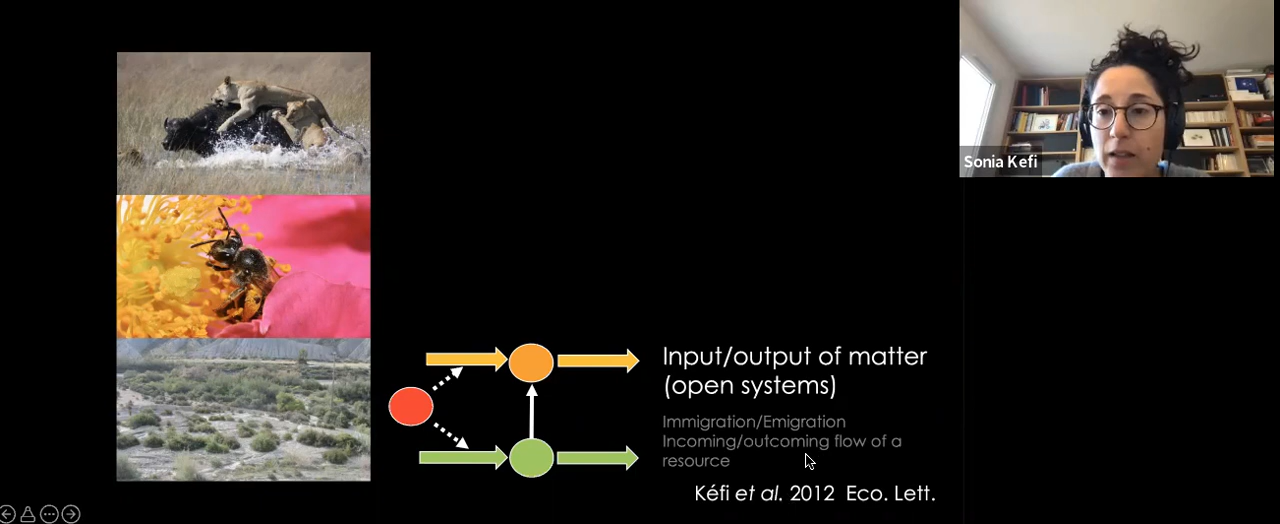 Sonia Kefi
Input/output of matter
(open systems)
Immigration/Emigration
Incoming/outcoming flow of a
resource
Kéfi et al. 2012 Eco. Lett.